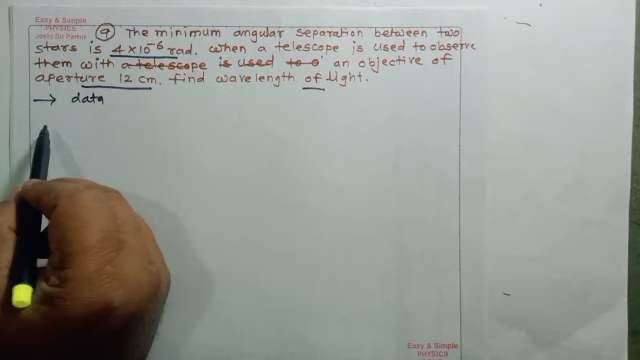 Easy & Simple
PHYSICS
Joshi Sir Parnur
9 The minimum angular separation between two
stars is 4×10⁻⁶ rad. when a telescope is used to observe
them with a telescope is used to o an objective of
aperture 12 cm. find wavelength of light.
→ data
Easy & Simple
PHYSICS